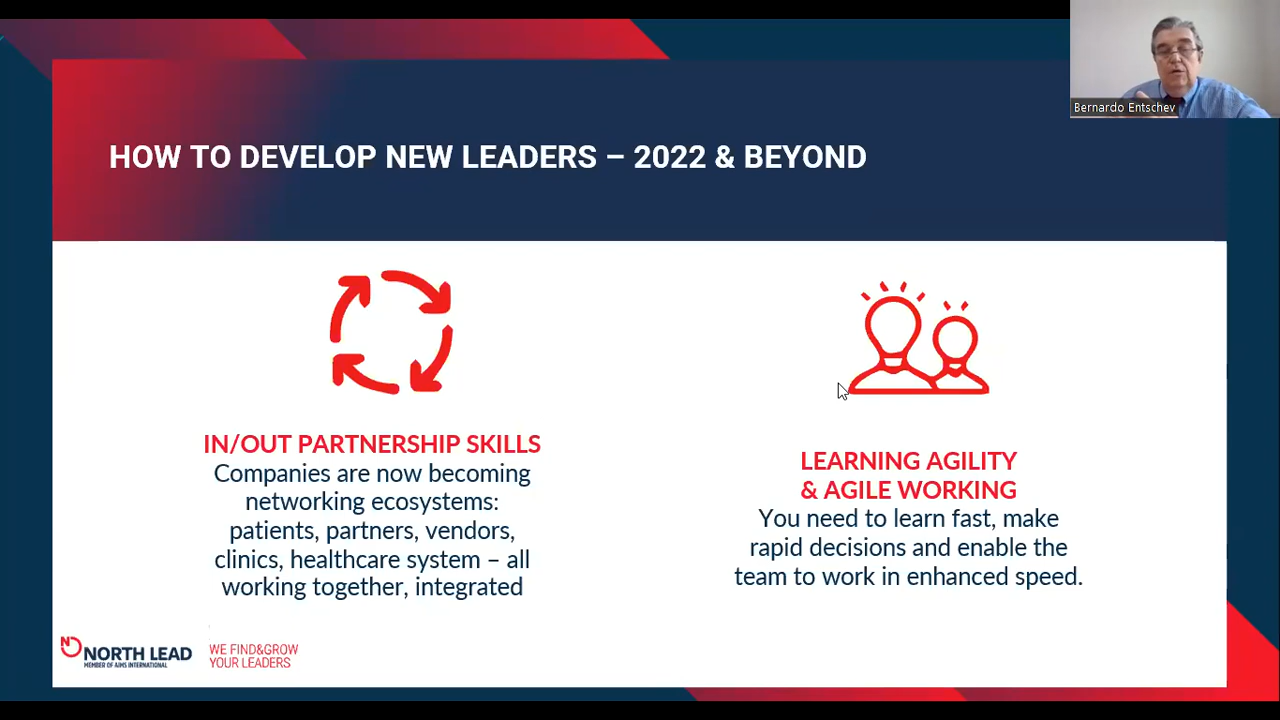 Bernardo Entschev
HOW TO DEVELOP NEW LEADERS – 2022 & BEYOND
IN/OUT PARTNERSHIP SKILLS
Companies are now becoming
networking ecosystems:
patients, partners, vendors,
clinics, healthcare system – all
working together, integrated
LEARNING AGILITY
& AGILE WORKING
You need to learn fast, make
rapid decisions and enable the
team to work in enhanced speed.
NORTH LEAD
MEMBER OF AIMS INTERNATIONAL
WE FIND&GROW
YOUR LEADERS